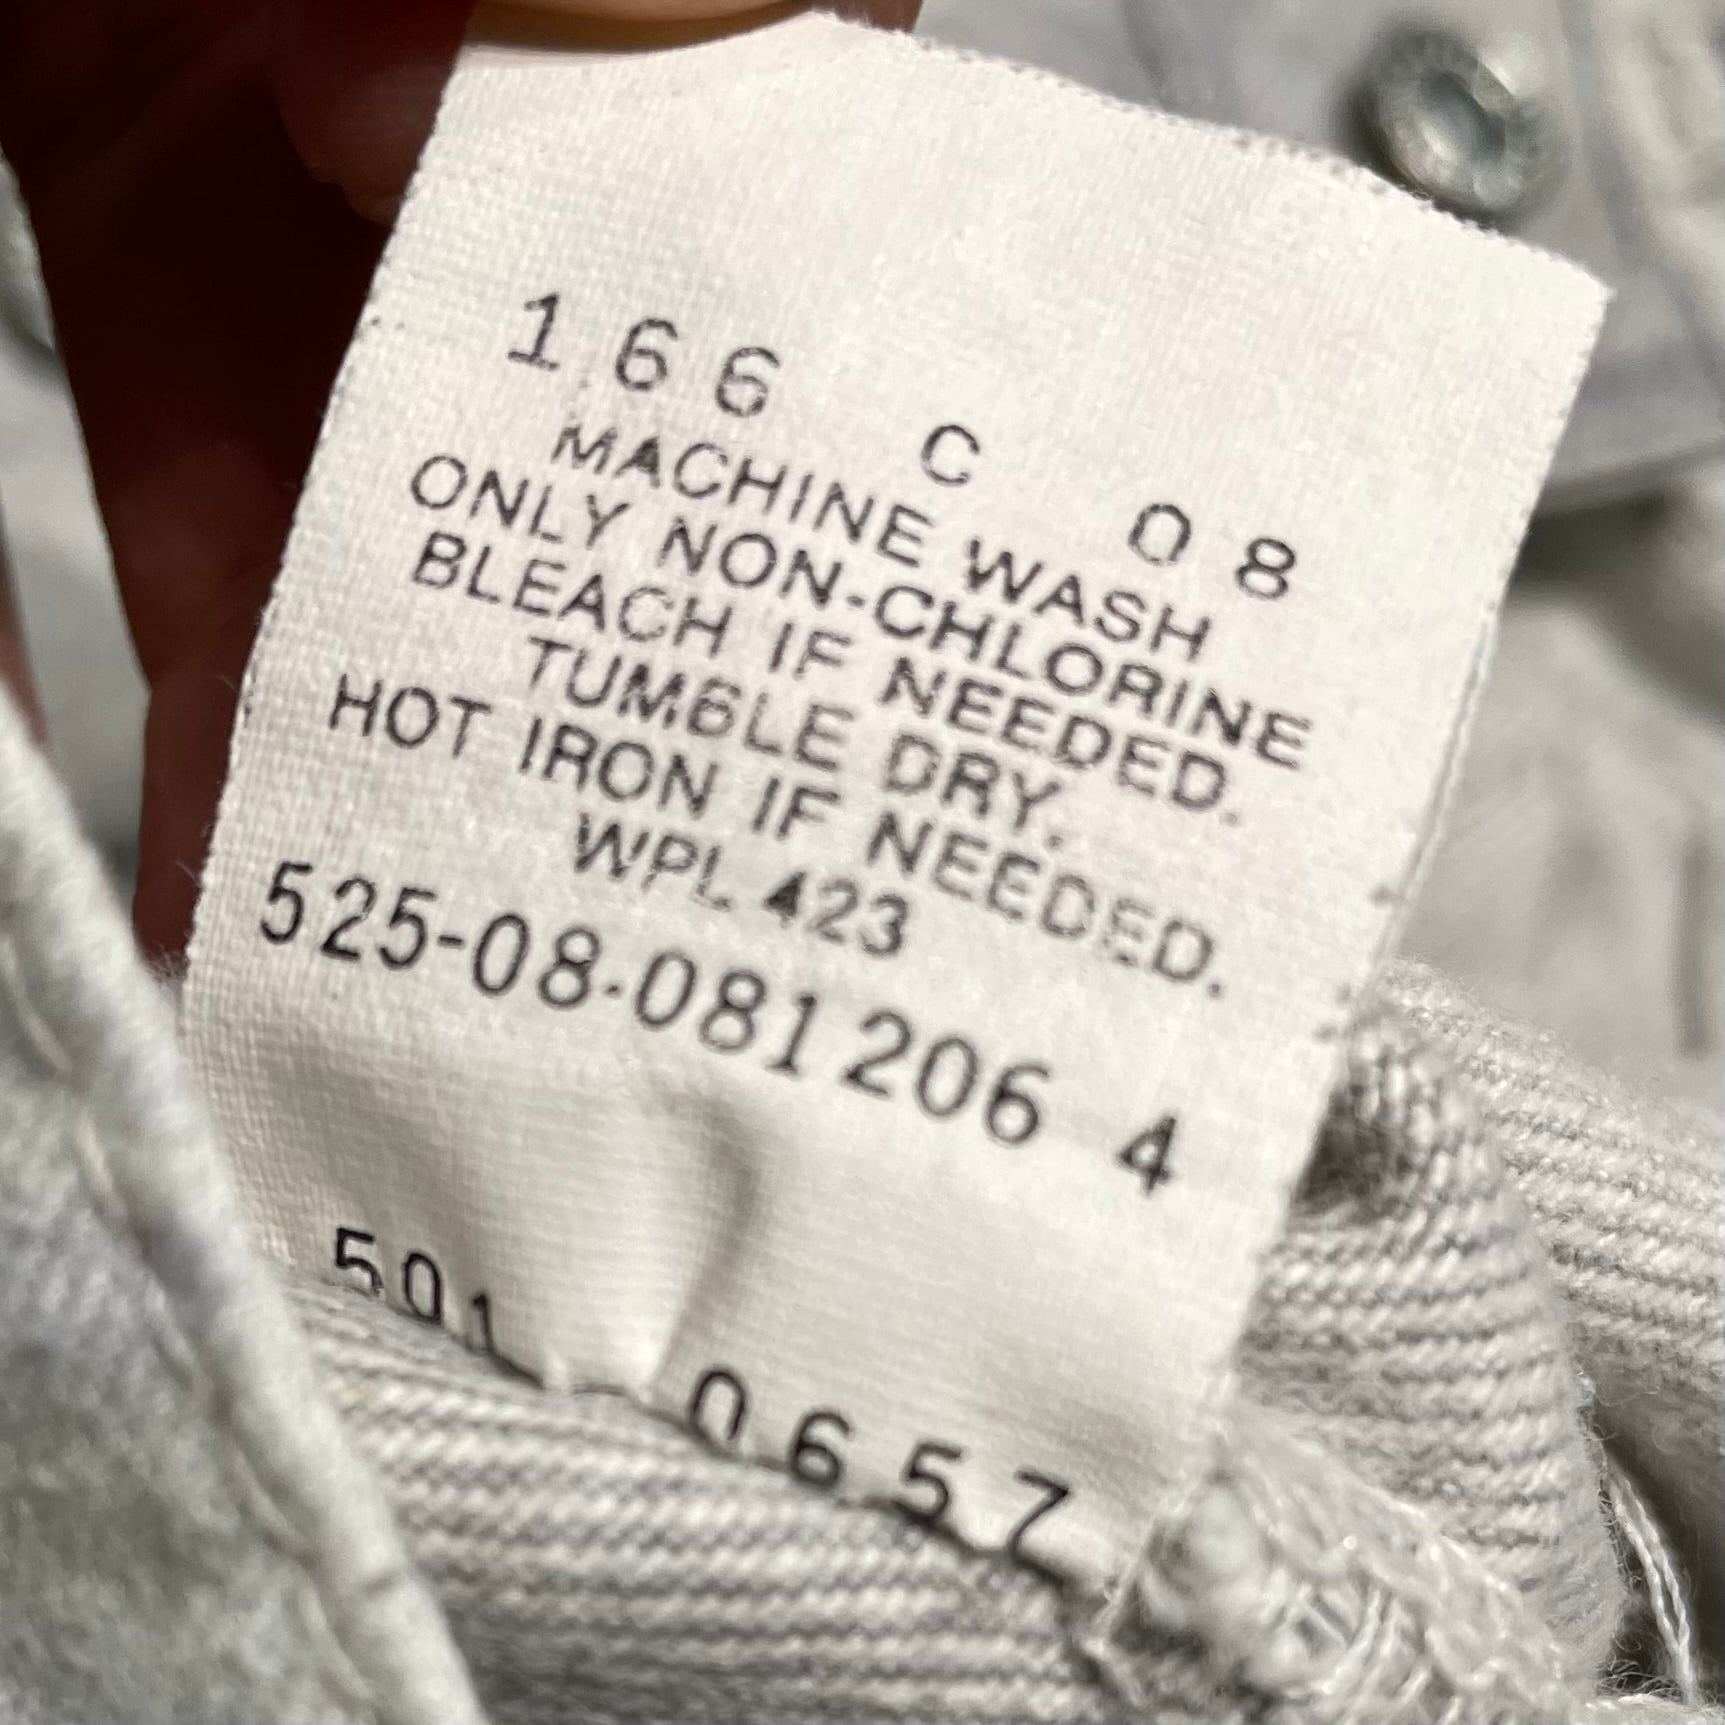 166 C 08
MACHINE WASH
ONLY NON-CHLORINE
BLEACH IF NEEDED.
TUMBLE DRY.
HOT IRON IF NEEDED.
WPL 423
525-08-081206 4
501 0657